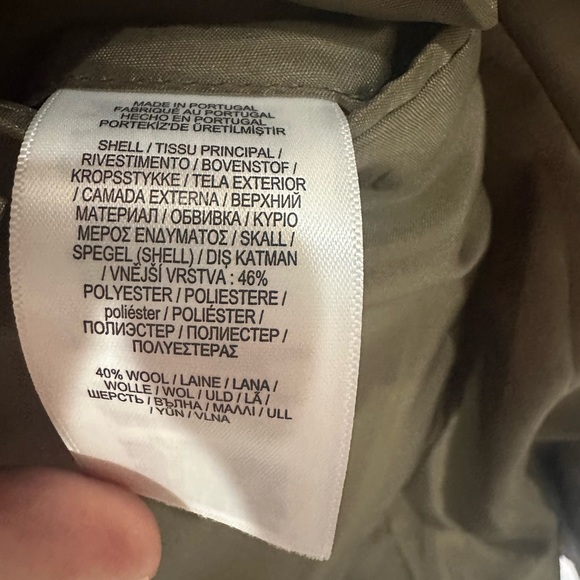 MADE IN PORTUGAL
FABRIQUÉ AU PORTUGAL
HECHO EN PORTUGAL
PORTEKİZ'DE ÜRETİLMİŞTİR
SHELL / TISSU PRINCIPAL /
RIVESTIMENTO / BOVENSTOF /
KROPSSTYKKE / TELA EXTERIOR
/ CAMADA EXTERNA / ВЕРХНИЙ
МАТЕРИАЛ / ОБВИВКА / ΚΥΡΙΟ
ΜΕΡΟΣ ΕΝΔΥΜΑΤΟΣ / SKALL /
SPEGEL (SHELL) / DIŞ KATMAN
/ VNĚJŠÍ VRSTVA : 46%
POLYESTER / POLIESTERE /
poliéster / POLIÉSTER /
ПОЛИЭСТЕР / ПОЛИЕСТЕР /
ΠΟΛΥΕΣΤΕΡΑΣ
40% WOOL / LAINE / LANA /
WOLLE / WOL / ULD / LÃ /
ШЕРСТЬ / ВЪЛНА / ΜΑΛΛΙ / ULL
/ YÜN / VLNA